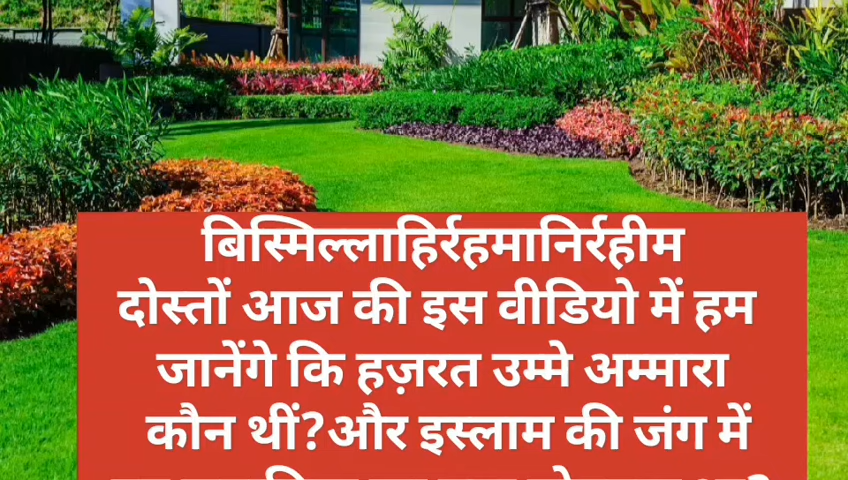 बिस्मिल्लाहिर्रहमानिर्रहीम
दोस्तों आज की इस वीडियो में हम
जानेंगे कि हज़रत उम्मे अम्मारा
कौन थीं?और इस्लाम की जंग में